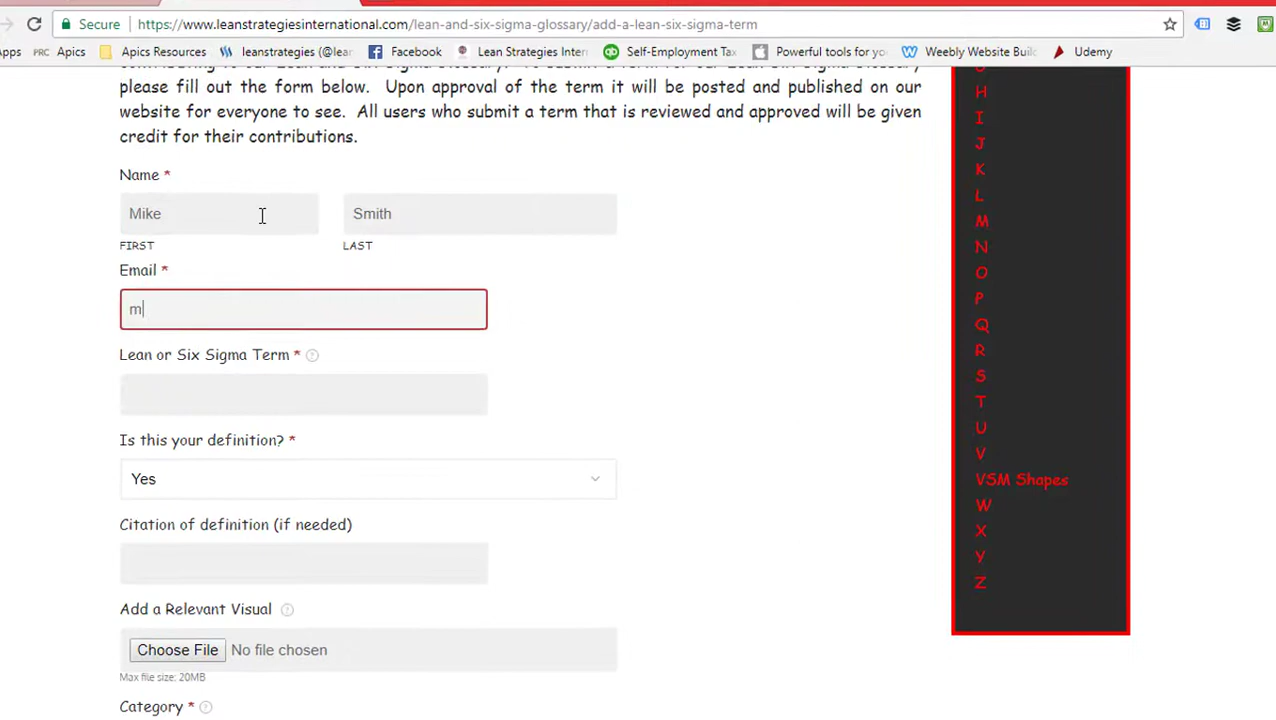 Secure https://www.leanstrategiesinternational.com/lean-and-six-sigma-glossary/add-a-lean-six-sigma-term
Apps PRC Apics Apics Resources leanstrategies (@lear Facebook Lean Strategies Inter Self-Employment Ta Powerful tools for yo Weebly Website Buil Udemy
please fill out the form below. Upon approval of the term it will be posted and published on our
website for everyone to see. All users who submit a term that is reviewed and approved will be given
credit for their contributions.
Name *
Mike Smith
FIRST LAST
Email *
m
Lean or Six Sigma Term * ?
Is this your definition? *
Yes
Citation of definition (if needed)
Add a Relevant Visual ?
Choose File No file chosen
Max file size: 20MB
Category * ?
H
I
J
K
L
M
N
O
P
Q
R
S
T
U
V
VSM Shapes
W
X
Y
Z